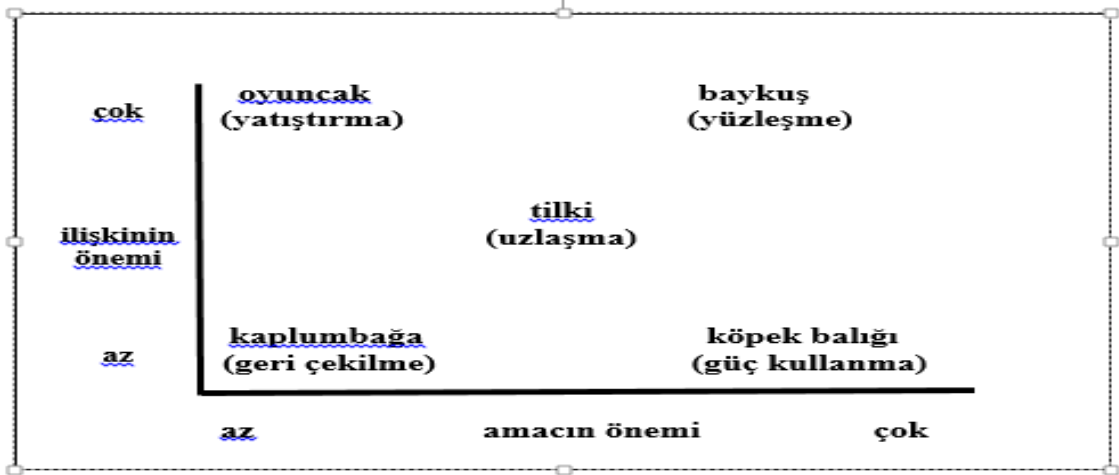 çok
oyuncak
(yatıştırma)
baykuş
(yüzleşme)
ilişkinin
önemi
tilki
(uzlaşma)
az
kaplumbağa
(geri çekilme)
köpek balığı
(güç kullanma)
az
amacın önemi
çok